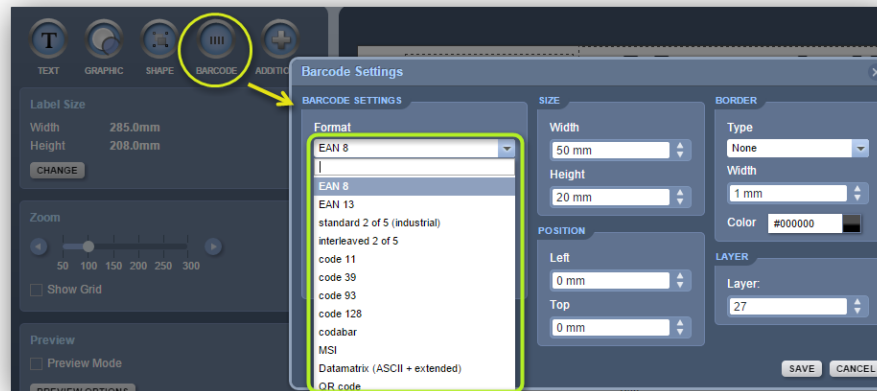 TEXT
GRAPHIC
SHAPE
BARCODE
Label Size
Width 285.0mm
Height 208.0mm
CHANGE
Zoom
50 100 150 200 250 300
Show Grid
Preview
Preview Mode
PREVIEW OPTIONS
Barcode Settings
BARCODE SETTINGS
Format
EAN 8
EAN 8
EAN 13
standard 2 of 5 (industrial)
interleaved 2 of 5
code 11
code 39
code 93
code 128
codabar
MSI
Datamatrix (ASCII + extended)
QR code
SIZE
Width
50 mm
Height
20 mm
POSITION
Left
0 mm
Top
0 mm
BORDER
Type
None
Width
1 mm
Color #000000
LAYER
Layer:
27
SAVE
CANCEL